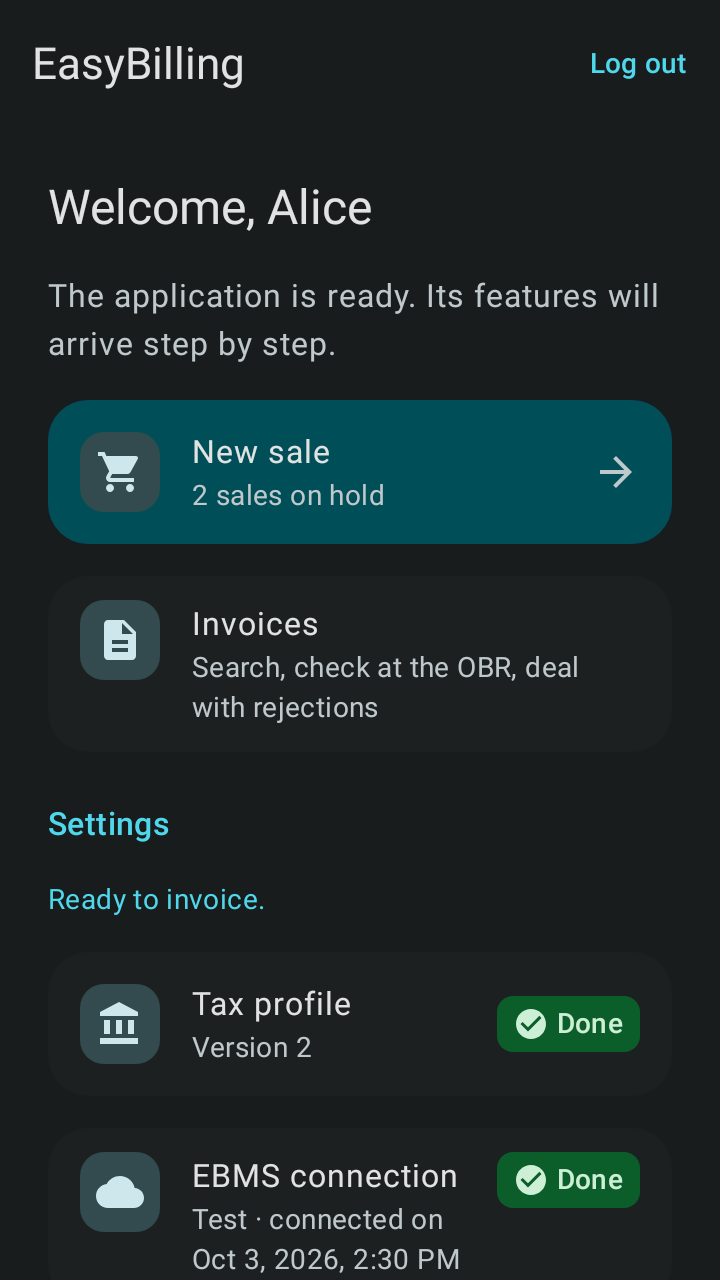 EasyBilling
Log out
Welcome, Alice
The application is ready. Its features will
arrive step by step.
New sale
2 sales on hold
Invoices
Search, check at the OBR, deal
with rejections
Settings
Ready to invoice.
Tax profile
Version 2
Done
EBMS connection
Done
Test · connected on
Oct 3, 2026, 2:30 PM